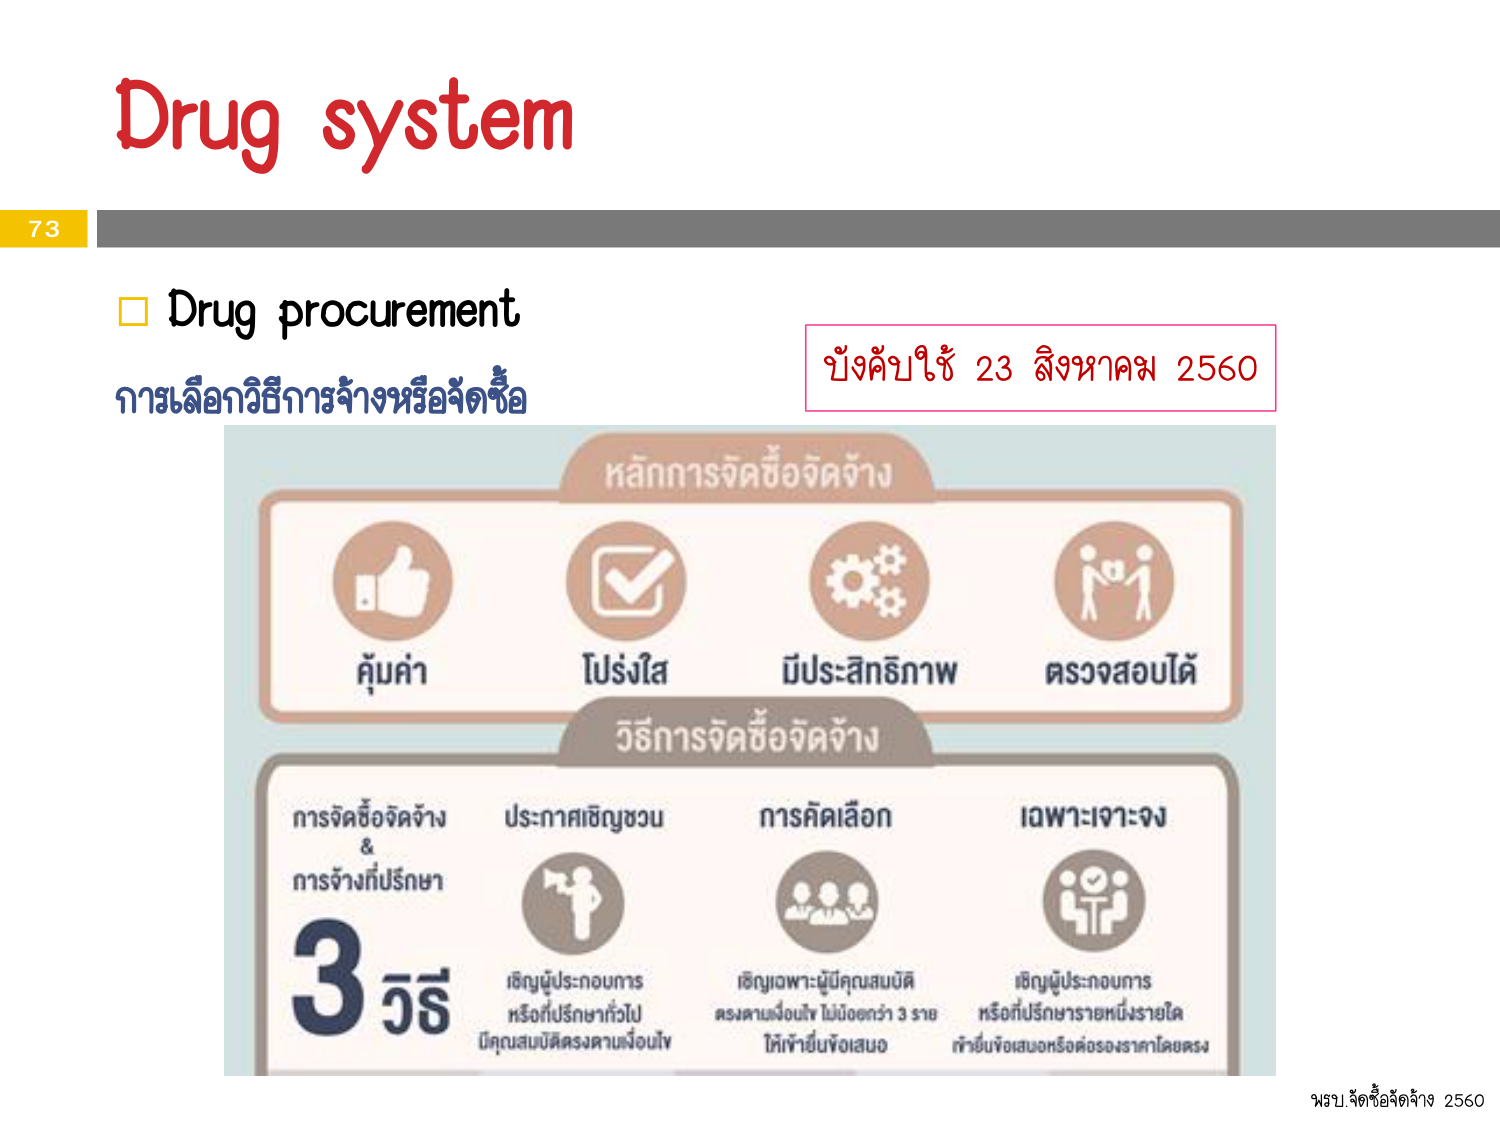 Drug system
73
Drug procurement
บังคับใช้ 23 สิงหาคม 2560
การเลือกวิธีการจ้างหรือจัดซื้อ
หลักการจัดซื้อจัดจ้าง
คุ้มค่า
โปร่งใส
มีประสิทธิภาพ
ตรวจสอบได้
วิธีการจัดซื้อจัดจ้าง
การจัดซื้อจัดจ้าง
&
การจ้างที่ปรึกษา
3 วิธี
ประกาศเชิญชวน
เชิญผู้ประกอบการ
หรือที่ปรึกษาทั่วไป
มีคุณสมบัติตรงตามเงื่อนไข
การคัดเลือก
เชิญเฉพาะผู้มีคุณสมบัติ
ตรงตามเงื่อนไข ไม่น้อยกว่า 3 ราย
ให้เข้ายื่นข้อเสนอ
เฉพาะเจาะจง
เชิญผู้ประกอบการ
หรือที่ปรึกษารายหนึ่งรายใด
เข้ายื่นข้อเสนอหรือต่อรองราคาโดยตรง
พรบ.จัดซื้อจัดจ้าง 2560